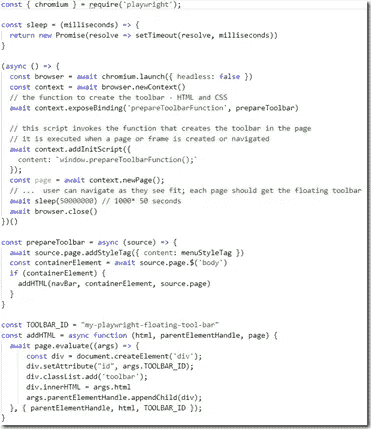 const { chromium } = require('playwright');
const sleep = (milliseconds) => {
return new Promise(resolve => setTimeout(resolve, milliseconds))
}
(async () => {
const browser = await chromium.launch({ headless: false })
const context = await browser.newContext()
// the function to create the toolbar - HTML and CSS
await context.exposeBinding('prepareToolbarFunction', prepareToolbar)
// this script invokes the function that creates the toolbar in the page
// it is executed when a page or frame is created or navigated
await context.addInitScript({
content: `window.prepareToolbarFunction();`
});
const page = await context.newPage();
// ... user can navigate as they see fit; each page should get the floating toolbar
await sleep(50000000) // 1000* 50 seconds
await browser.close()
})()
const prepareToolbar = async (source) => {
await source.page.addStyleTag({ content: menuStyleTag })
const containerElement = await source.page.$('body')
if (containerElement) {
addHTML(navBar, containerElement, source.page)
}
}
const TOOLBAR_ID = "my-playwright-floating-tool-bar"
const addHTML = async function (html, parentElementHandle, page) {
await page.evaluate((args) => {
const div = document.createElement('div');
div.setAttribute("id", args.TOOLBAR_ID);
div.classList.add('toolbar');
div.innerHTML = args.html
args.parentElementHandle.appendChild(div);
}, { parentElementHandle, html, TOOLBAR_ID });
}